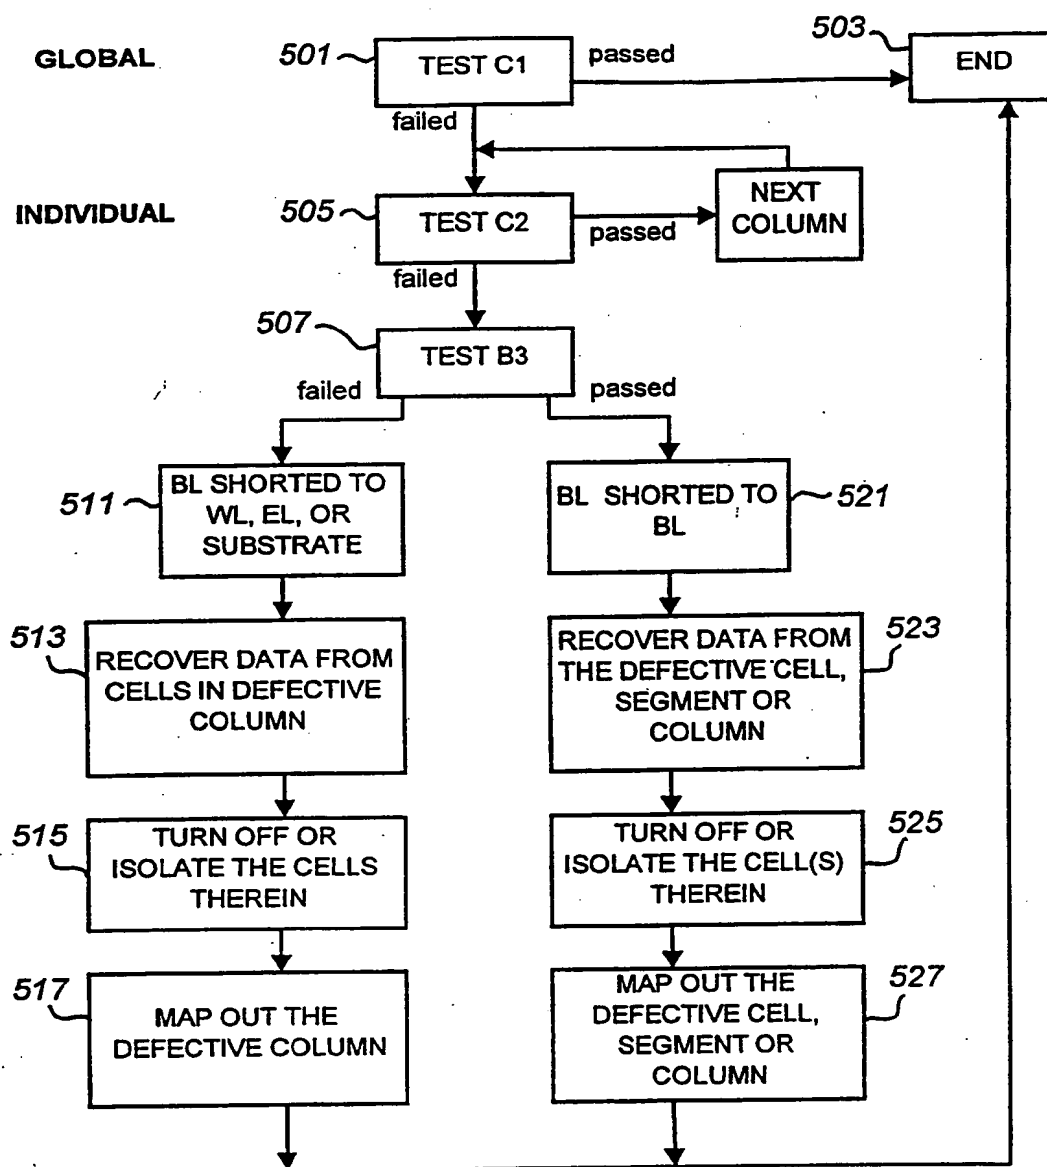 GLOBAL
501
TEST C1
passed
503
END
failed
INDIVIDUAL
505
TEST C2
passed
NEXT
COLUMN
failed
507
TEST B3
failed
passed
511
BL SHORTED TO
WL, EL, OR
SUBSTRATE
BL SHORTED TO
BL
521
513
RECOVER DATA FROM
CELLS IN DEFECTIVE
COLUMN
RECOVER DATA FROM
THE DEFECTIVE CELL,
SEGMENT OR
COLUMN
523
515
TURN OFF OR
ISOLATE THE CELLS
THEREIN
TURN OFF OR
ISOLATE THE CELL(S)
THEREIN
525
517
MAP OUT THE
DEFECTIVE COLUMN
MAP OUT THE
DEFECTIVE CELL,
SEGMENT OR
COLUMN
527